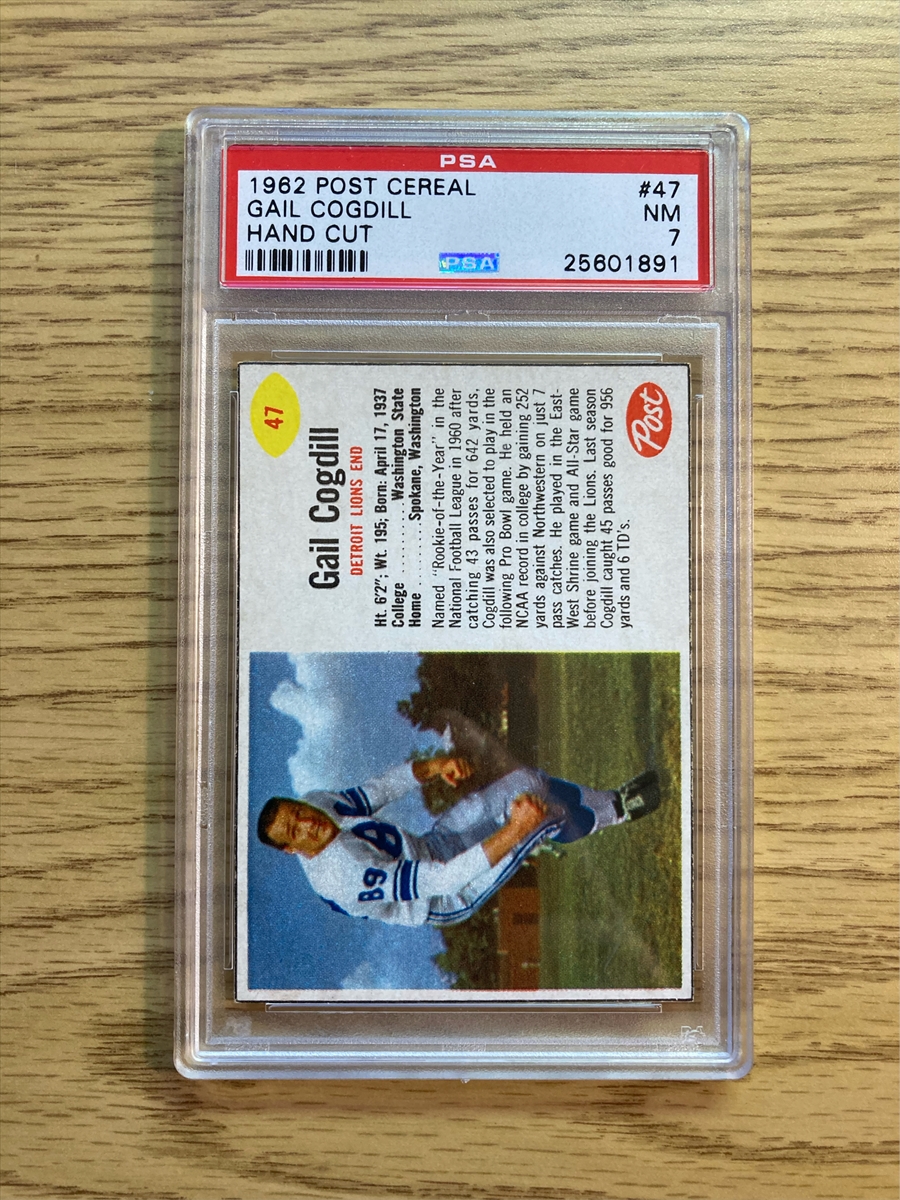 PSA
1962 POST CEREAL #47
GAIL COGDILL NM
HAND CUT 7
PSA 25601891
47
Gail Cogdill
DETROIT LIONS END
Ht. 6'2"; Wt. 195; Born: April 17, 1937
College . . . . . . . . . . Washington State
Home . . . . . . . . Spokane, Washington
Named "Rookie-of-the-Year" in the
National Football League in 1960 after
catching 43 passes for 642 yards,
Cogdill was also selected to play in the
following Pro Bowl game. He held an
NCAA record in college by gaining 252
yards against Northwestern on just 7
pass catches. He played in the East-
West Shrine game and All-Star game
before joining the Lions. Last season
Cogdill caught 45 passes good for 956
yards and 6 TD's.
Post
89